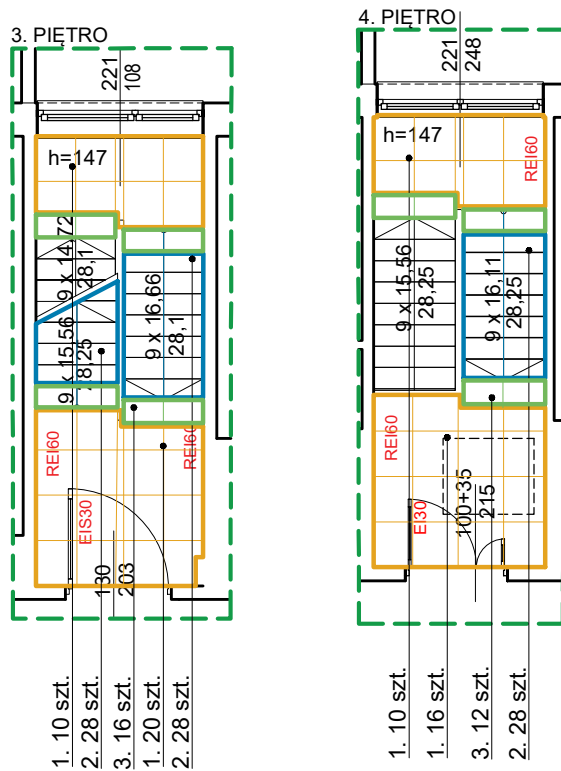 3. PIĘTRO
221
108
h=147
9 x 14,72
28,1
9 x 16,66
28,1
9 x 15,56
28,25
REI60
REI60
EIS30
130
203
1. 10 szt.
2. 28 szt.
3. 16 szt.
1. 20 szt.
2. 28 szt.
4. PIĘTRO
221
248
h=147
REI60
9 x 15,56
28,25
9 x 16,11
28,25
REI60
EI30
100+35
215
1. 10 szt.
1. 16 szt.
3. 12 szt.
2. 28 szt.